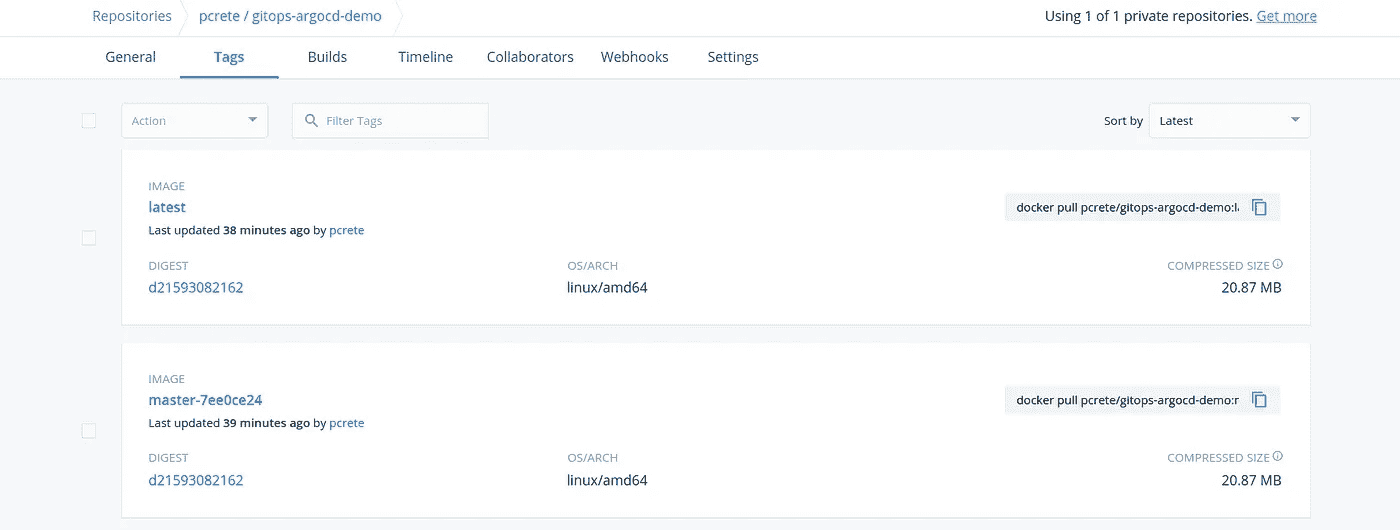 Repositories pcrete / gitops-argocd-demo Using 1 of 1 private repositories. Get more
General Tags Builds Timeline Collaborators Webhooks Settings
Action Filter Tags Sort by Latest
IMAGE
latest
docker pull pcrete/gitops-argocd-demo:la
Last updated 38 minutes ago by pcrete
DIGEST OS/ARCH COMPRESSED SIZE
d21593082162 linux/amd64 20.87 MB
IMAGE
master-7ee0ce24
docker pull pcrete/gitops-argocd-demo:r
Last updated 39 minutes ago by pcrete
DIGEST OS/ARCH COMPRESSED SIZE
d21593082162 linux/amd64 20.87 MB